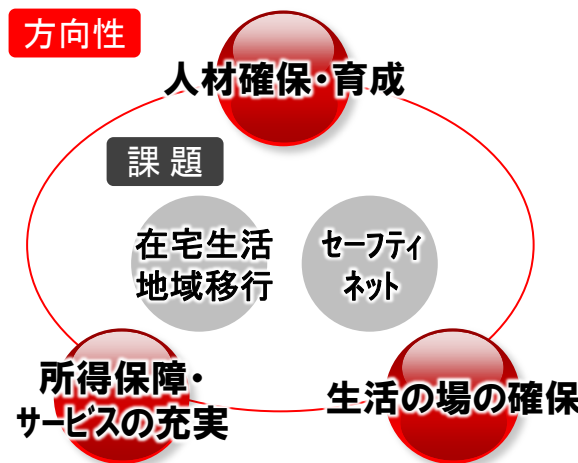 方向性
人材確保・育成
課題
在宅生活
地域移行
セーフティ
ネット
所得保障・
サービスの充実
生活の場の確保